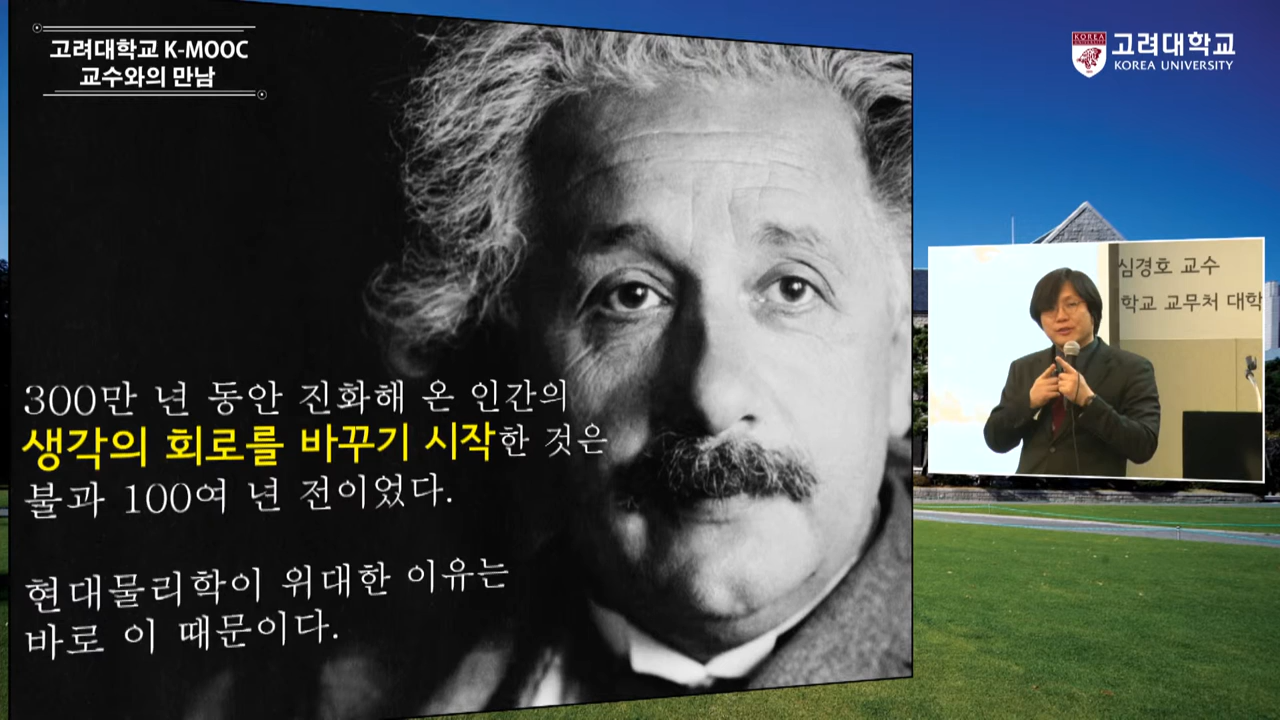 고려대학교 K-MOOC
교수와의 만남
KOREA
고려대학교
KOREA UNIVERSITY
심경호 교수
학교 교무처 대학
300만 년 동안 진화해 온 인간의
생각의 회로를 바꾸기 시작한 것은
불과 100여 년 전이었다.
현대물리학이 위대한 이유는
바로 이 때문이다.